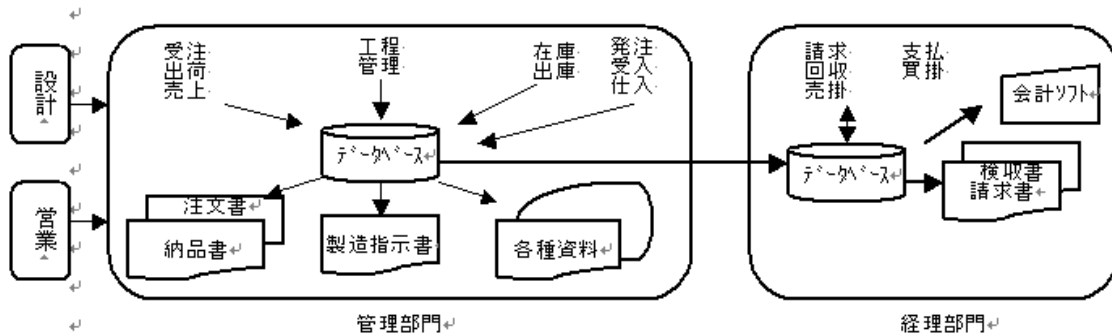 設計
営業
受注
出荷
売上
工程
管理
在庫
出庫
発注
受入
仕入
データベース
注文書
納品書
製造指示書
各種資料
管理部門
請求
回収
売掛
支払
買掛
会計ソフト
データベース
検収書
請求書
経理部門